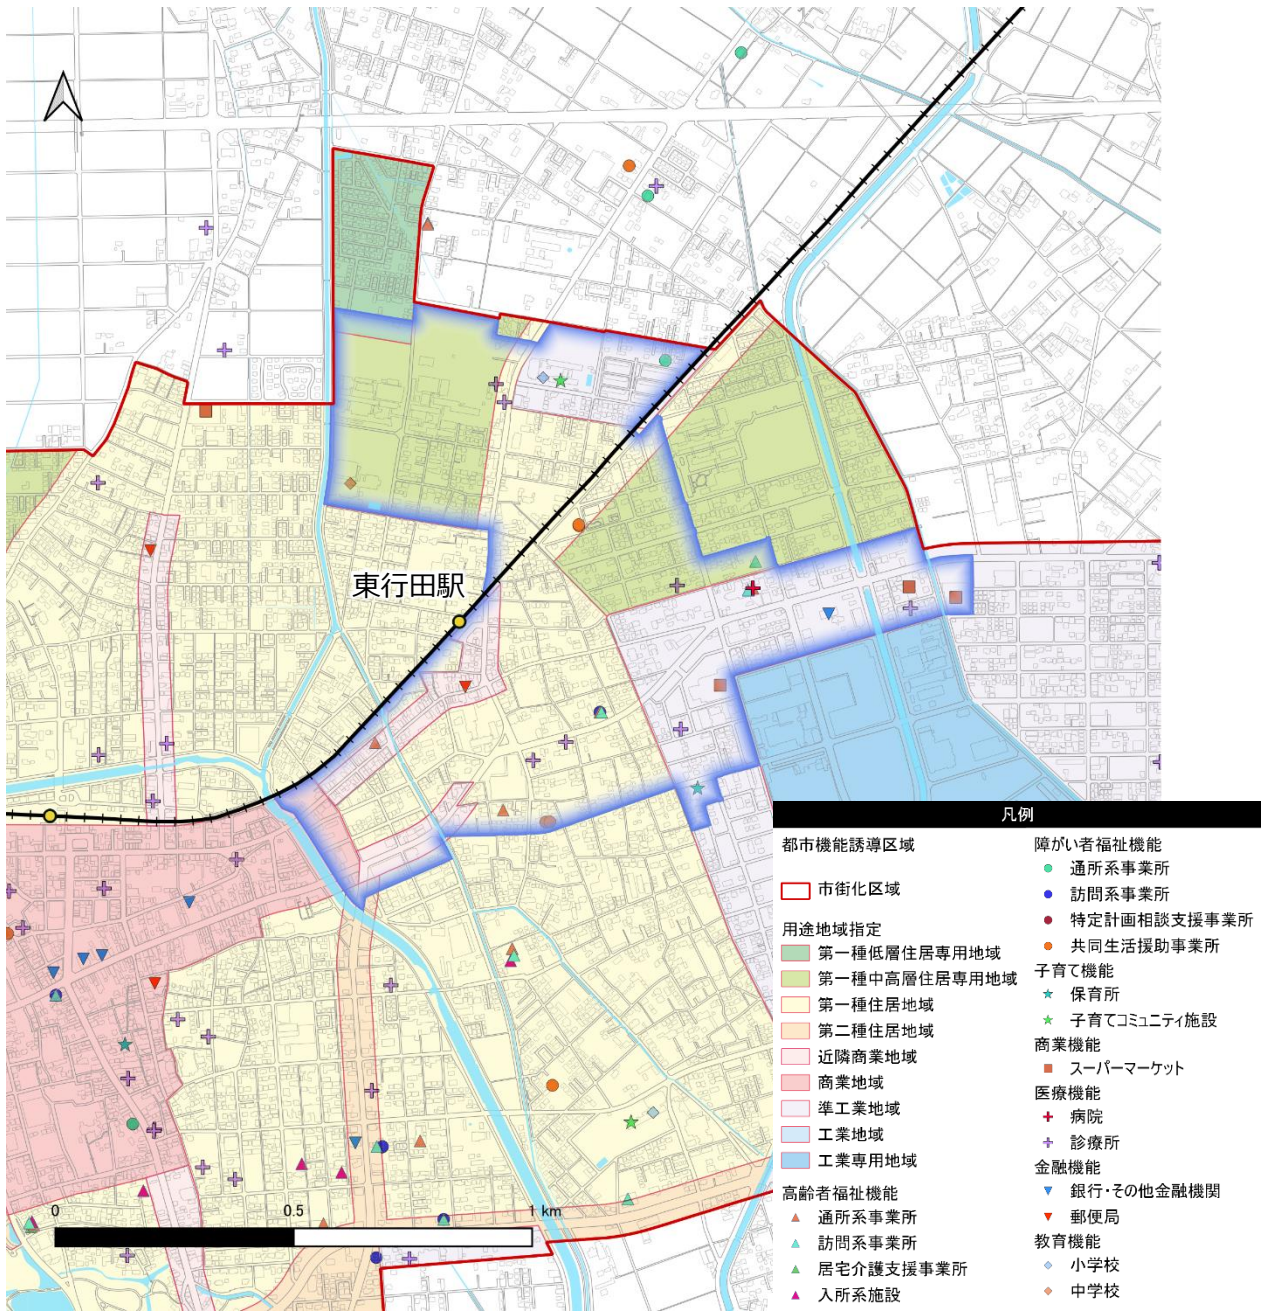 東行田駅
0
0.5
1 km
凡例
都市機能誘導区域
市街化区域
用途地域指定
第一種低層住居専用地域
第一種中高層住居専用地域
第一種住居地域
第二種住居地域
近隣商業地域
商業地域
準工業地域
工業地域
工業専用地域
高齢者福祉機能
通所系事業所
訪問系事業所
居宅介護支援事業所
入所系施設
障がい者福祉機能
通所系事業所
訪問系事業所
特定計画相談支援事業所
共同生活援助事業所
子育て機能
保育所
子育てコミュニティ施設
商業機能
スーパーマーケット
医療機能
病院
診療所
金融機能
銀行・その他金融機関
郵便局
教育機能
小学校
中学校